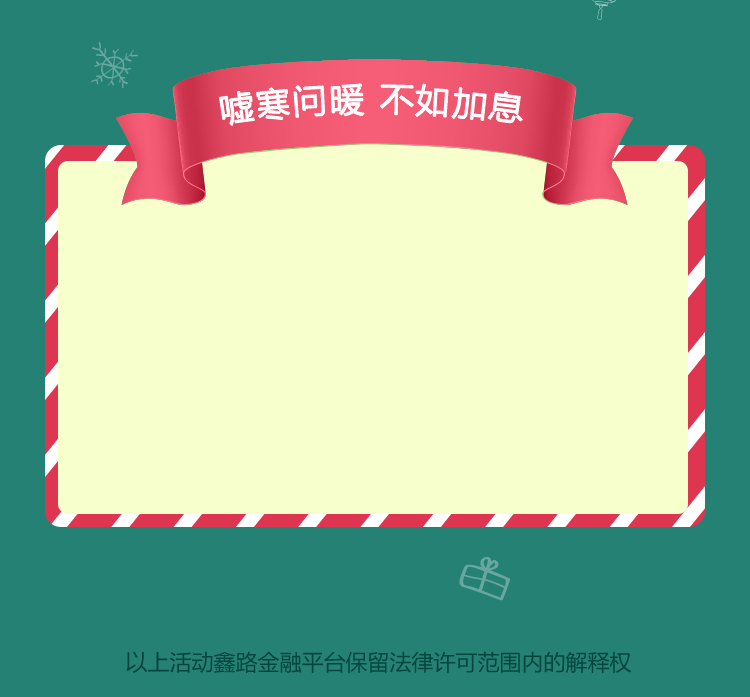 嘘寒问暖 不如加息
以上活动鑫路金融平台保留法律许可范围内的解释权